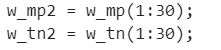 w_mp2 = w_mp(1:30);
w_tn2 = w_tn(1:30);